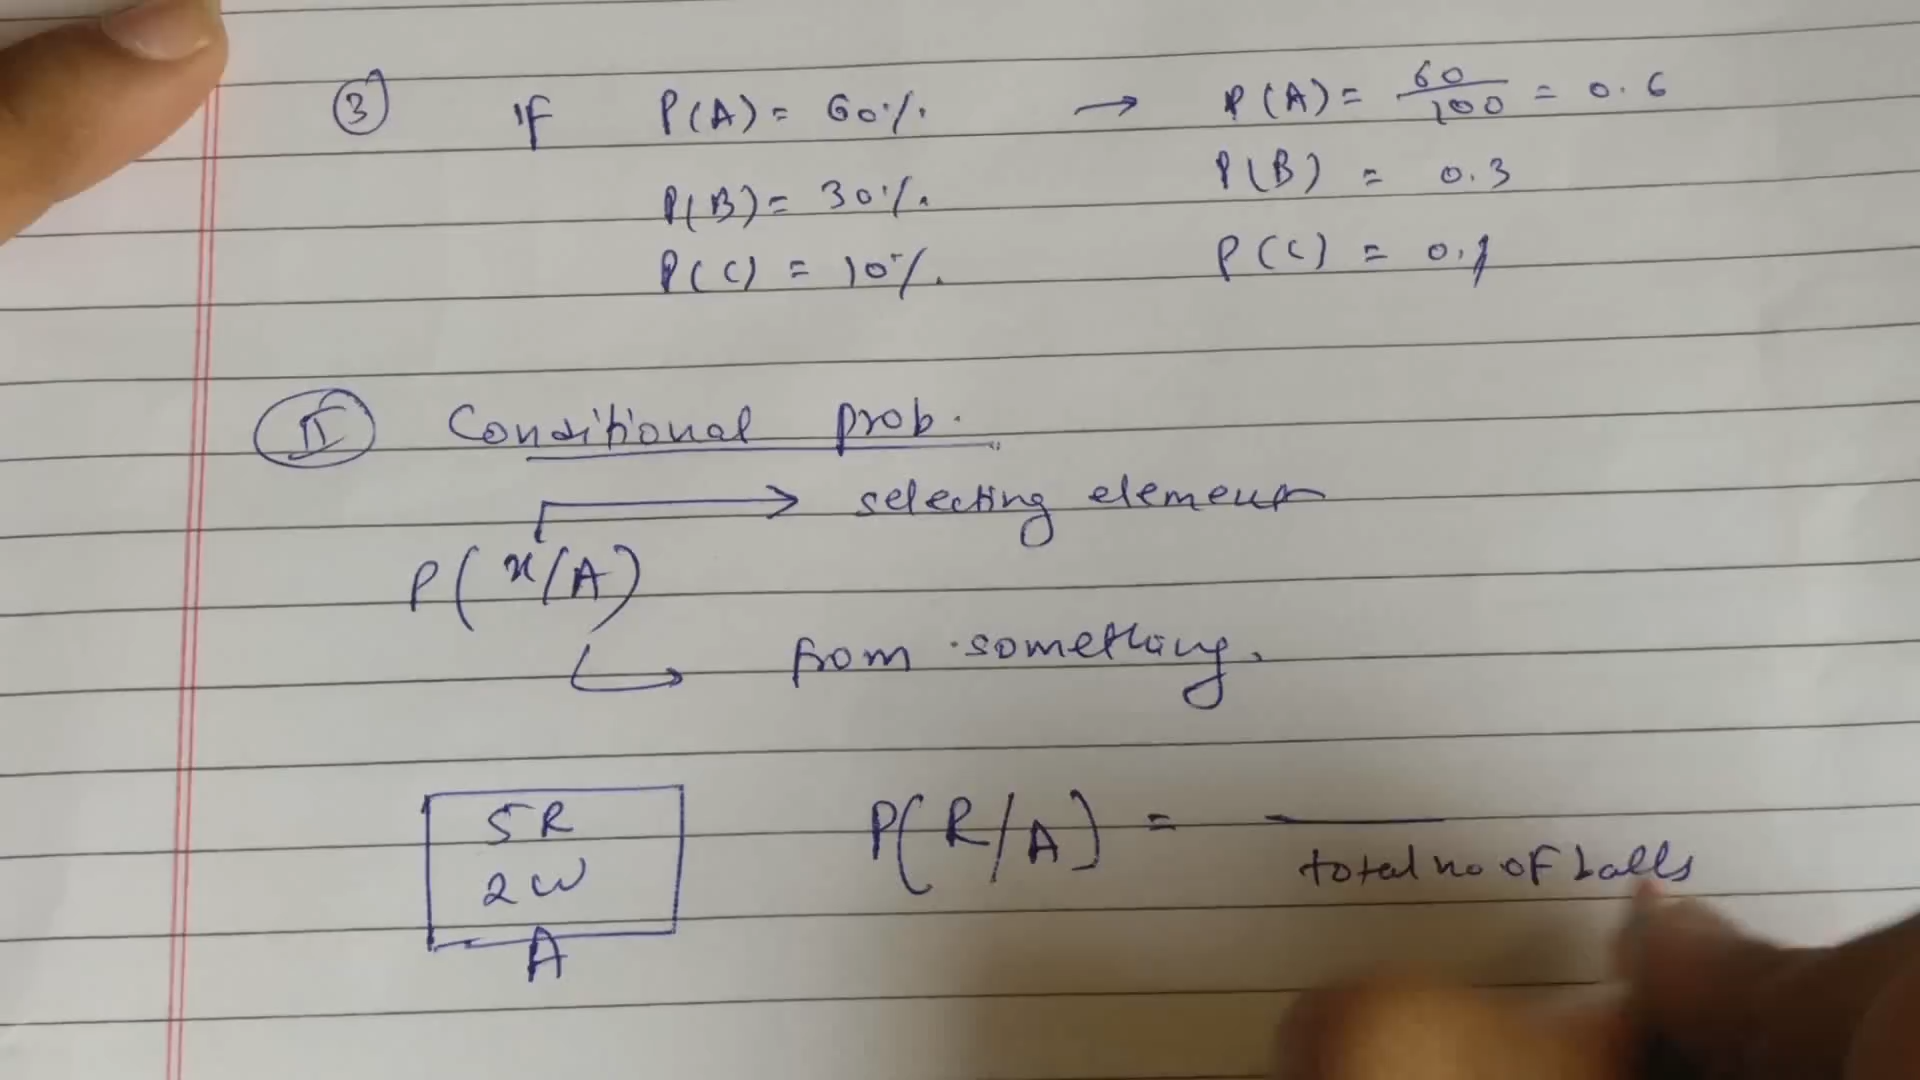 ③ If P(A) = 60% → P(A) = 60/100 = 0.6
P(B) = 30% P(B) = 0.3
P(C) = 10% P(C) = 0.1
II Conditional prob.
→ selecting element
P(x/A)
↳ from something.
5R
2W
A
P(R/A) = ———
total no of balls